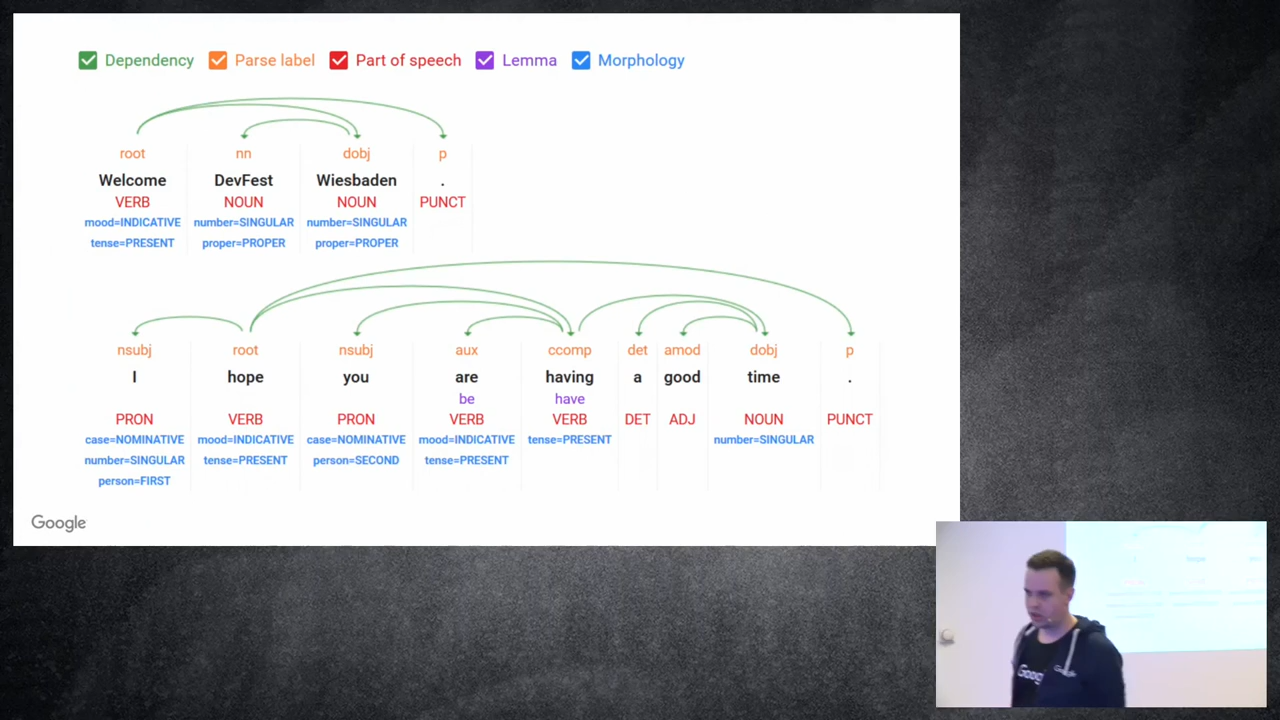 Dependency Parse label Part of speech Lemma Morphology
root nn dobj p
Welcome DevFest Wiesbaden .
VERB NOUN NOUN PUNCT
mood=INDICATIVE number=SINGULAR number=SINGULAR
tense=PRESENT proper=PROPER proper=PROPER
nsubj root nsubj aux ccomp det amod dobj p
I hope you are having a good time .
be have
PRON VERB PRON VERB VERB DET ADJ NOUN PUNCT
case=NOMINATIVE mood=INDICATIVE case=NOMINATIVE mood=INDICATIVE tense=PRESENT number=SINGULAR
number=SINGULAR tense=PRESENT person=SECOND tense=PRESENT
person=FIRST
Google